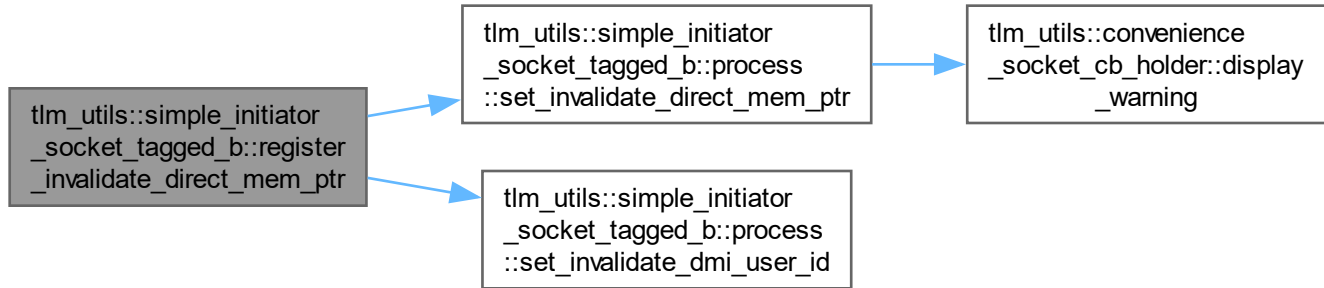 tlm_utils::simple_initiator
_socket_tagged_b::register
_invalidate_direct_mem_ptr
tlm_utils::simple_initiator
_socket_tagged_b::process
::set_invalidate_direct_mem_ptr
tlm_utils::convenience
_socket_cb_holder::display
_warning
tlm_utils::simple_initiator
_socket_tagged_b::process
::set_invalidate_dmi_user_id